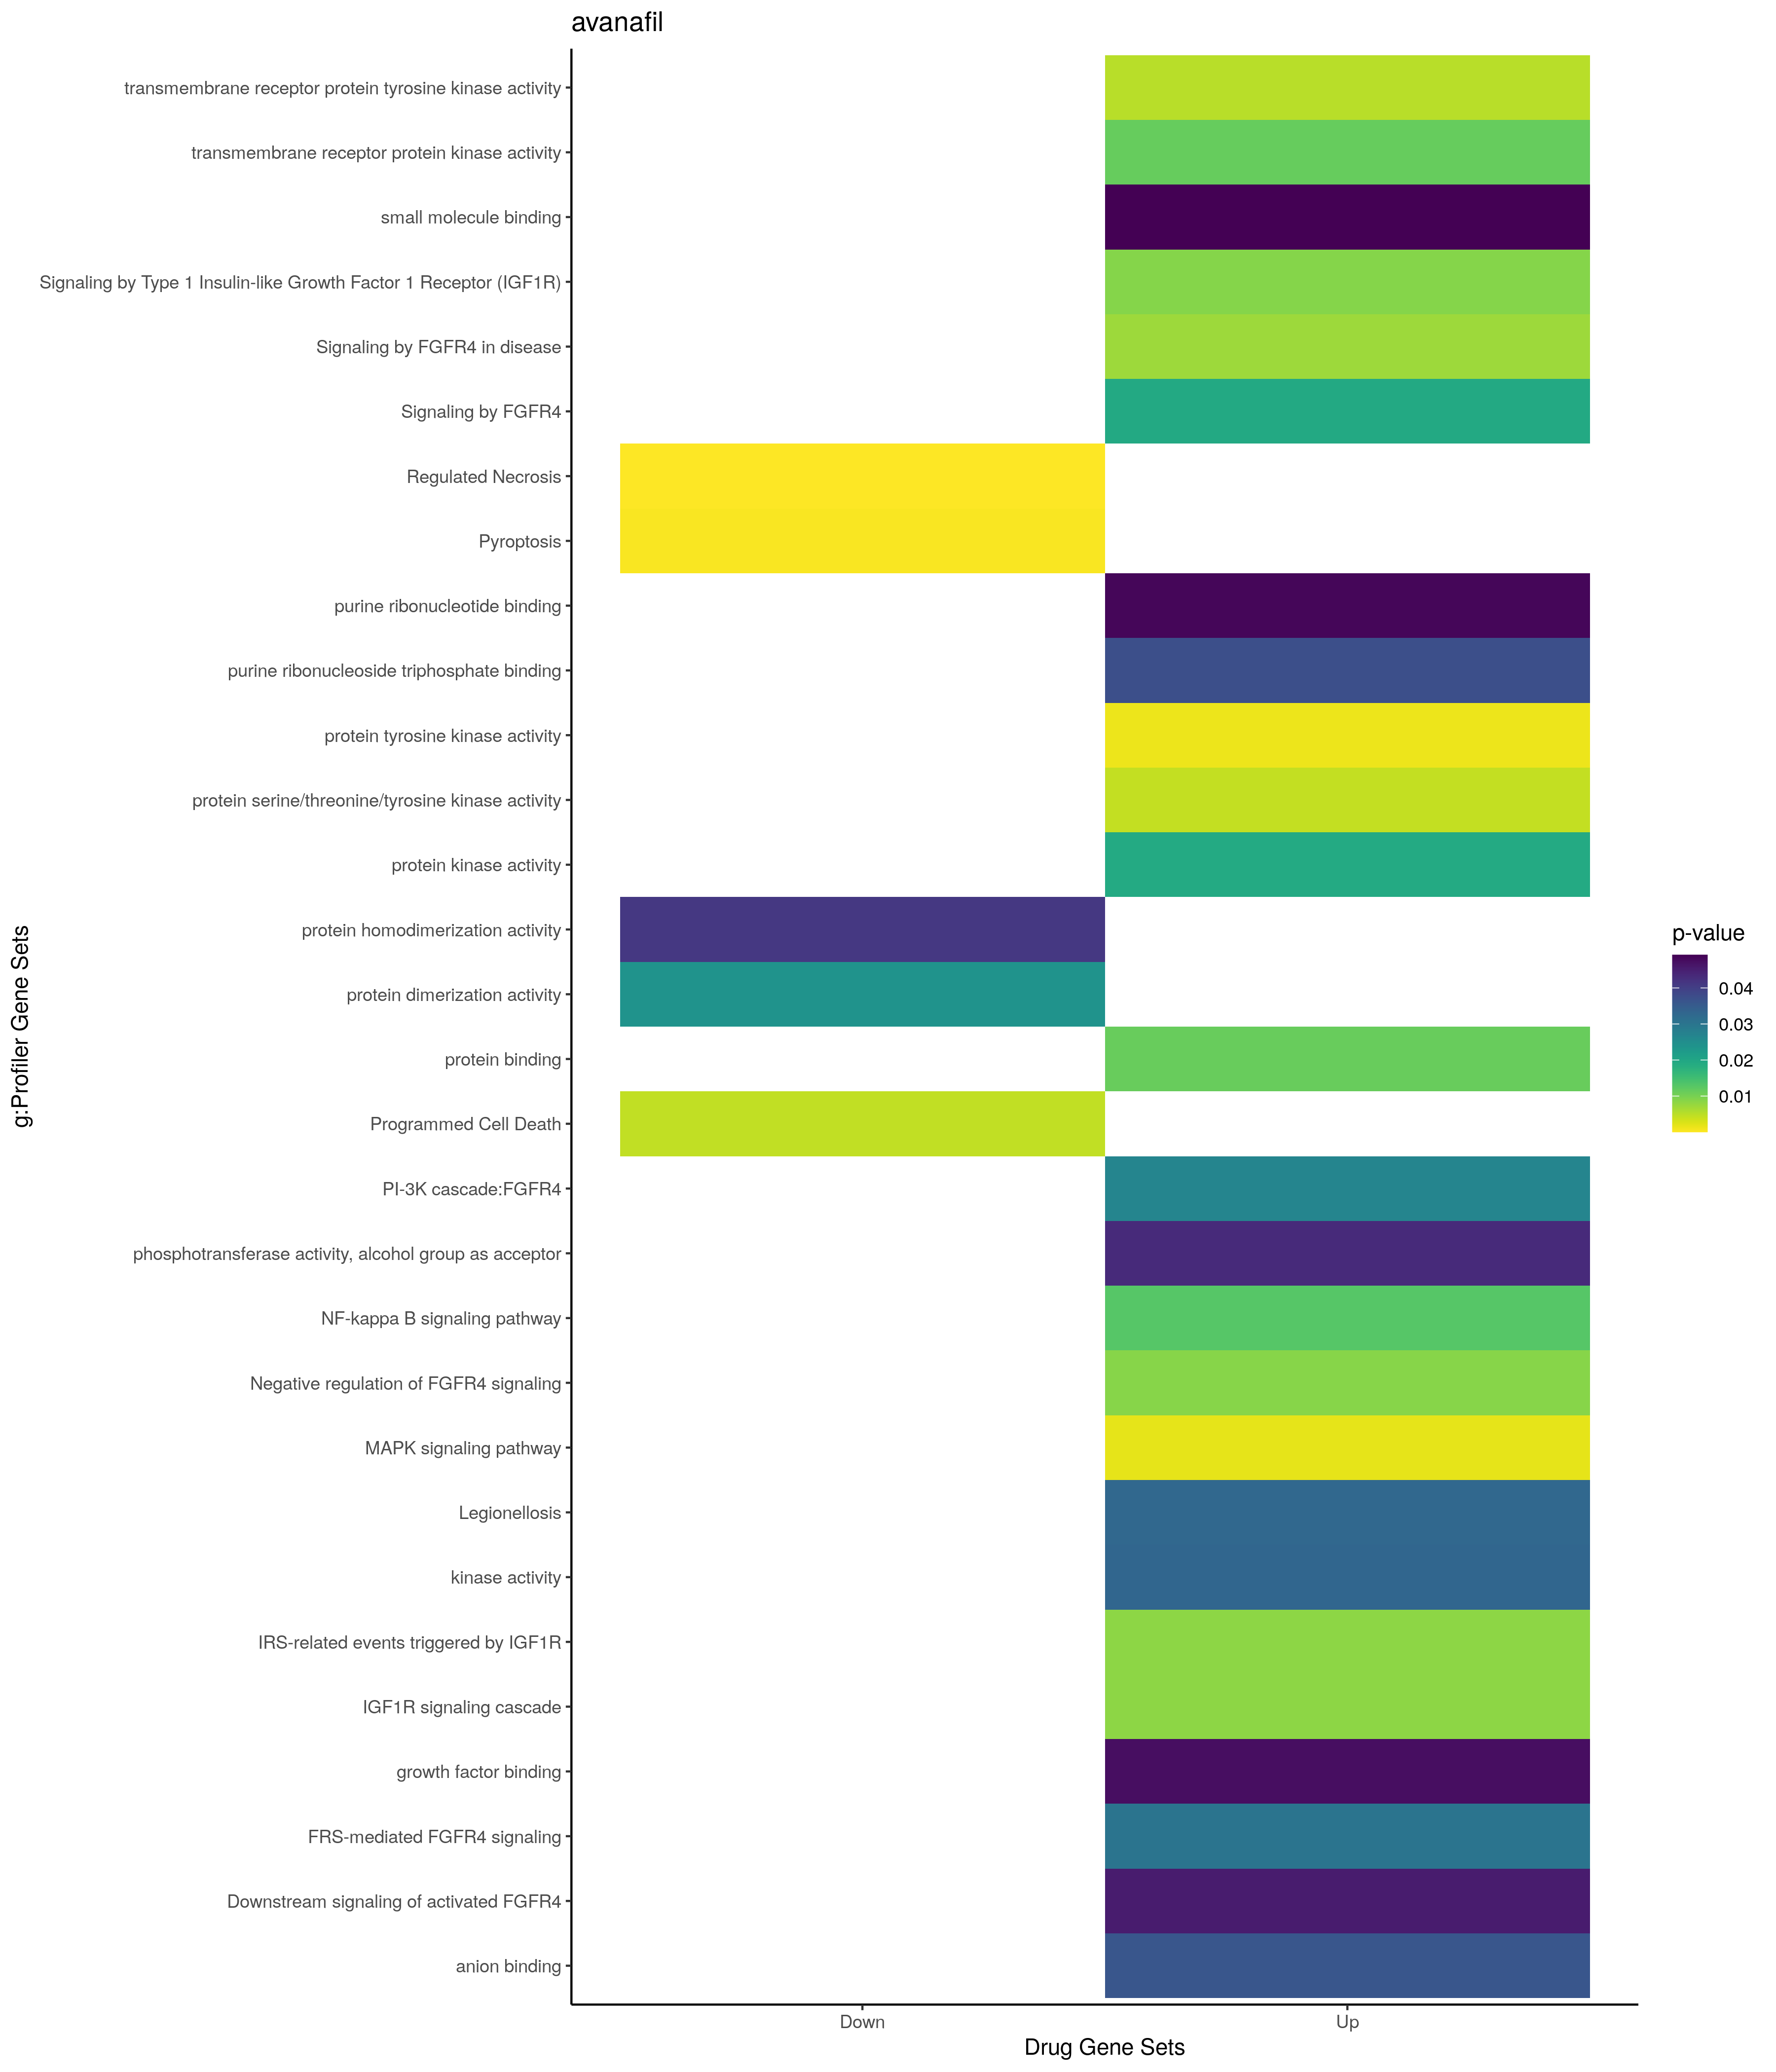 avanafil
transmembrane receptor protein tyrosine kinase activity
transmembrane receptor protein kinase activity
small molecule binding
Signaling by Type 1 Insulin-like Growth Factor 1 Receptor (IGF1R)
Signaling by FGFR4 in disease
Signaling by FGFR4
Regulated Necrosis
Pyroptosis
purine ribonucleotide binding
purine ribonucleoside triphosphate binding
protein tyrosine kinase activity
protein serine/threonine/tyrosine kinase activity
protein kinase activity
protein homodimerization activity
protein dimerization activity
protein binding
Programmed Cell Death
PI-3K cascade:FGFR4
phosphotransferase activity, alcohol group as acceptor
NF-kappa B signaling pathway
Negative regulation of FGFR4 signaling
MAPK signaling pathway
Legionellosis
kinase activity
IRS-related events triggered by IGF1R
IGF1R signaling cascade
growth factor binding
FRS-mediated FGFR4 signaling
Downstream signaling of activated FGFR4
anion binding
g:Profiler Gene Sets
Down
Up
Drug Gene Sets
p-value
0.04
0.03
0.02
0.01